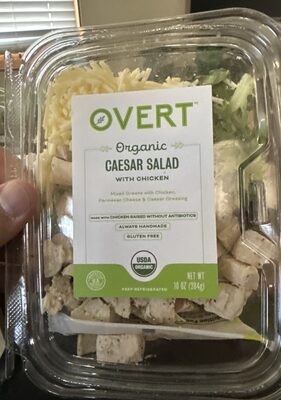 OVERT™
Organic
CAESAR SALAD
WITH CHICKEN
Mixed Greens with Chicken,
Parmesan Cheese & Caesar Dressing
MADE WITH CHICKEN RAISED WITHOUT ANTIBIOTICS
ALWAYS HANDMADE
GLUTEN FREE
USDA
ORGANIC
NET WT
10 OZ (284g)
KEEP REFRIGERATED